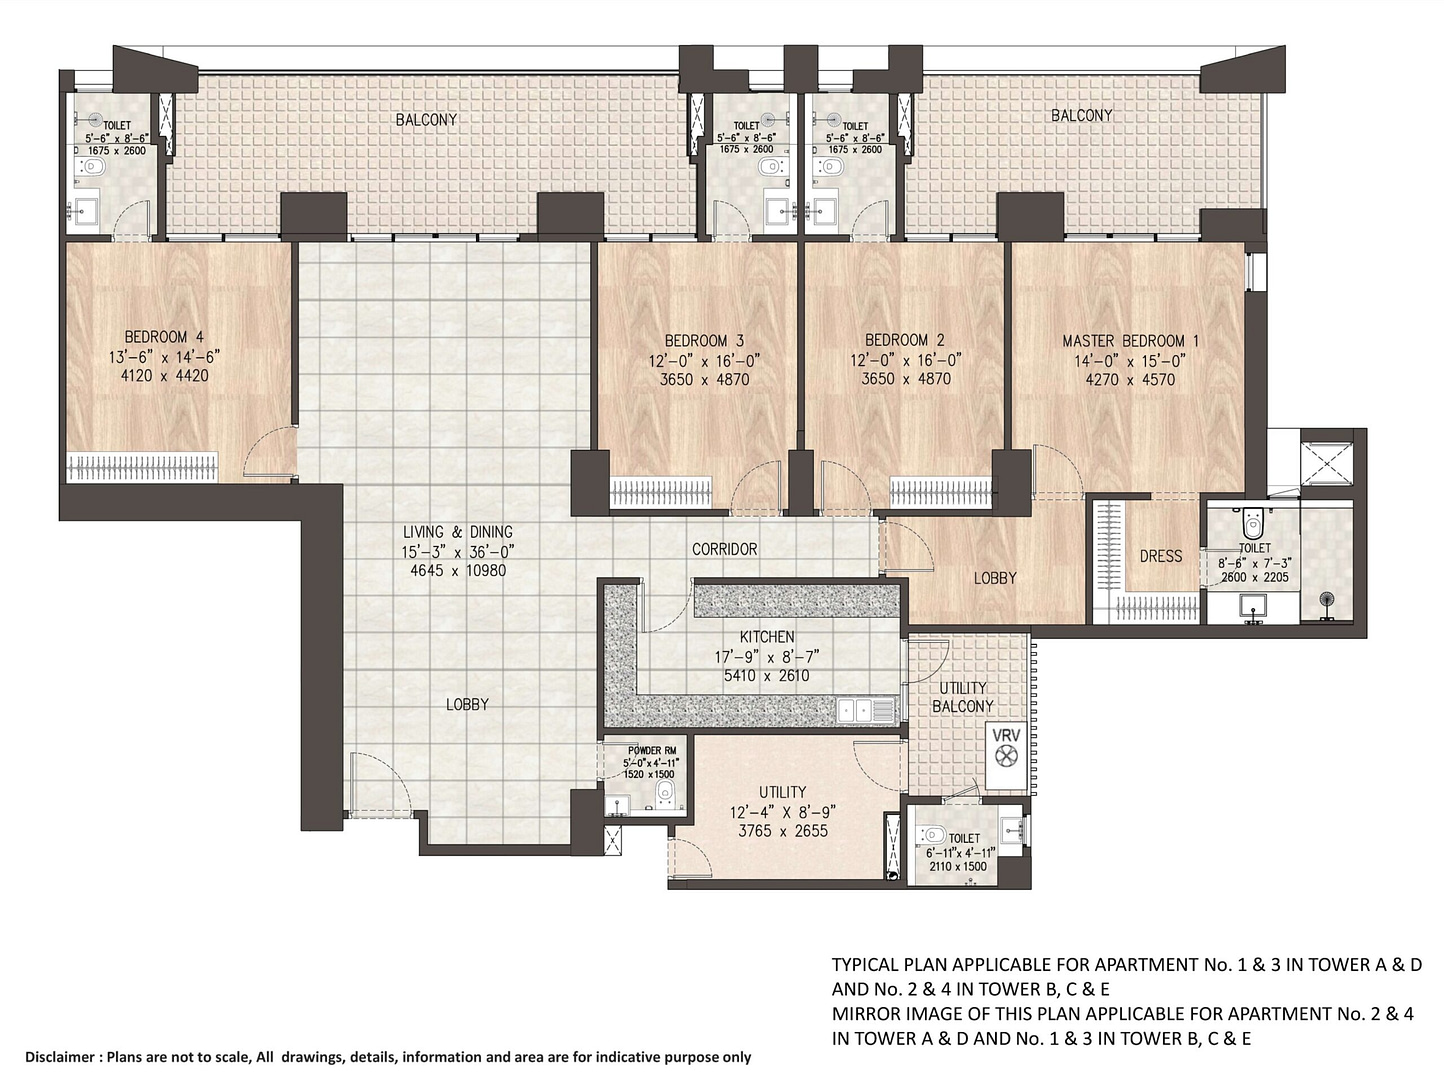 BALCONY
BALCONY
TOILET
5'-6" x 8'-6"
1675 x 2600
TOILET
5'-6" x 8'-6"
1675 x 2600
TOILET
5'-6" x 8'-6"
1675 x 2600
BEDROOM 4
13'-6" x 14'-6"
4120 x 4420
BEDROOM 3
12'-0" x 16'-0"
3650 x 4870
BEDROOM 2
12'-0" x 16'-0"
3650 x 4870
MASTER BEDROOM 1
14'-0" x 15'-0"
4270 x 4570
LIVING & DINING
15'-3" x 36'-0"
4645 x 10980
CORRIDOR
LOBBY
DRESS
TOILET
8'-6" x 7'-3"
2600 x 2205
KITCHEN
17'-9" x 8'-7"
5410 x 2610
LOBBY
UTILITY
BALCONY
VRV
POWDER RM
5'-0"x 4'-11"
1520 x1500
UTILITY
12'-4" X 8'-9"
3765 x 2655
TOILET
6'-11"x 4'-11"
2110 x1500
TYPICAL PLAN APPLICABLE FOR APARTMENT No. 1 & 3 IN TOWER A & D
AND No. 2 & 4 IN TOWER B, C & E
MIRROR IMAGE OF THIS PLAN APPLICABLE FOR APARTMENT No. 2 & 4
IN TOWER A & D AND No. 1 & 3 IN TOWER B, C & E
Disclaimer : Plans are not to scale, All drawings, details, information and area are for indicative purpose only